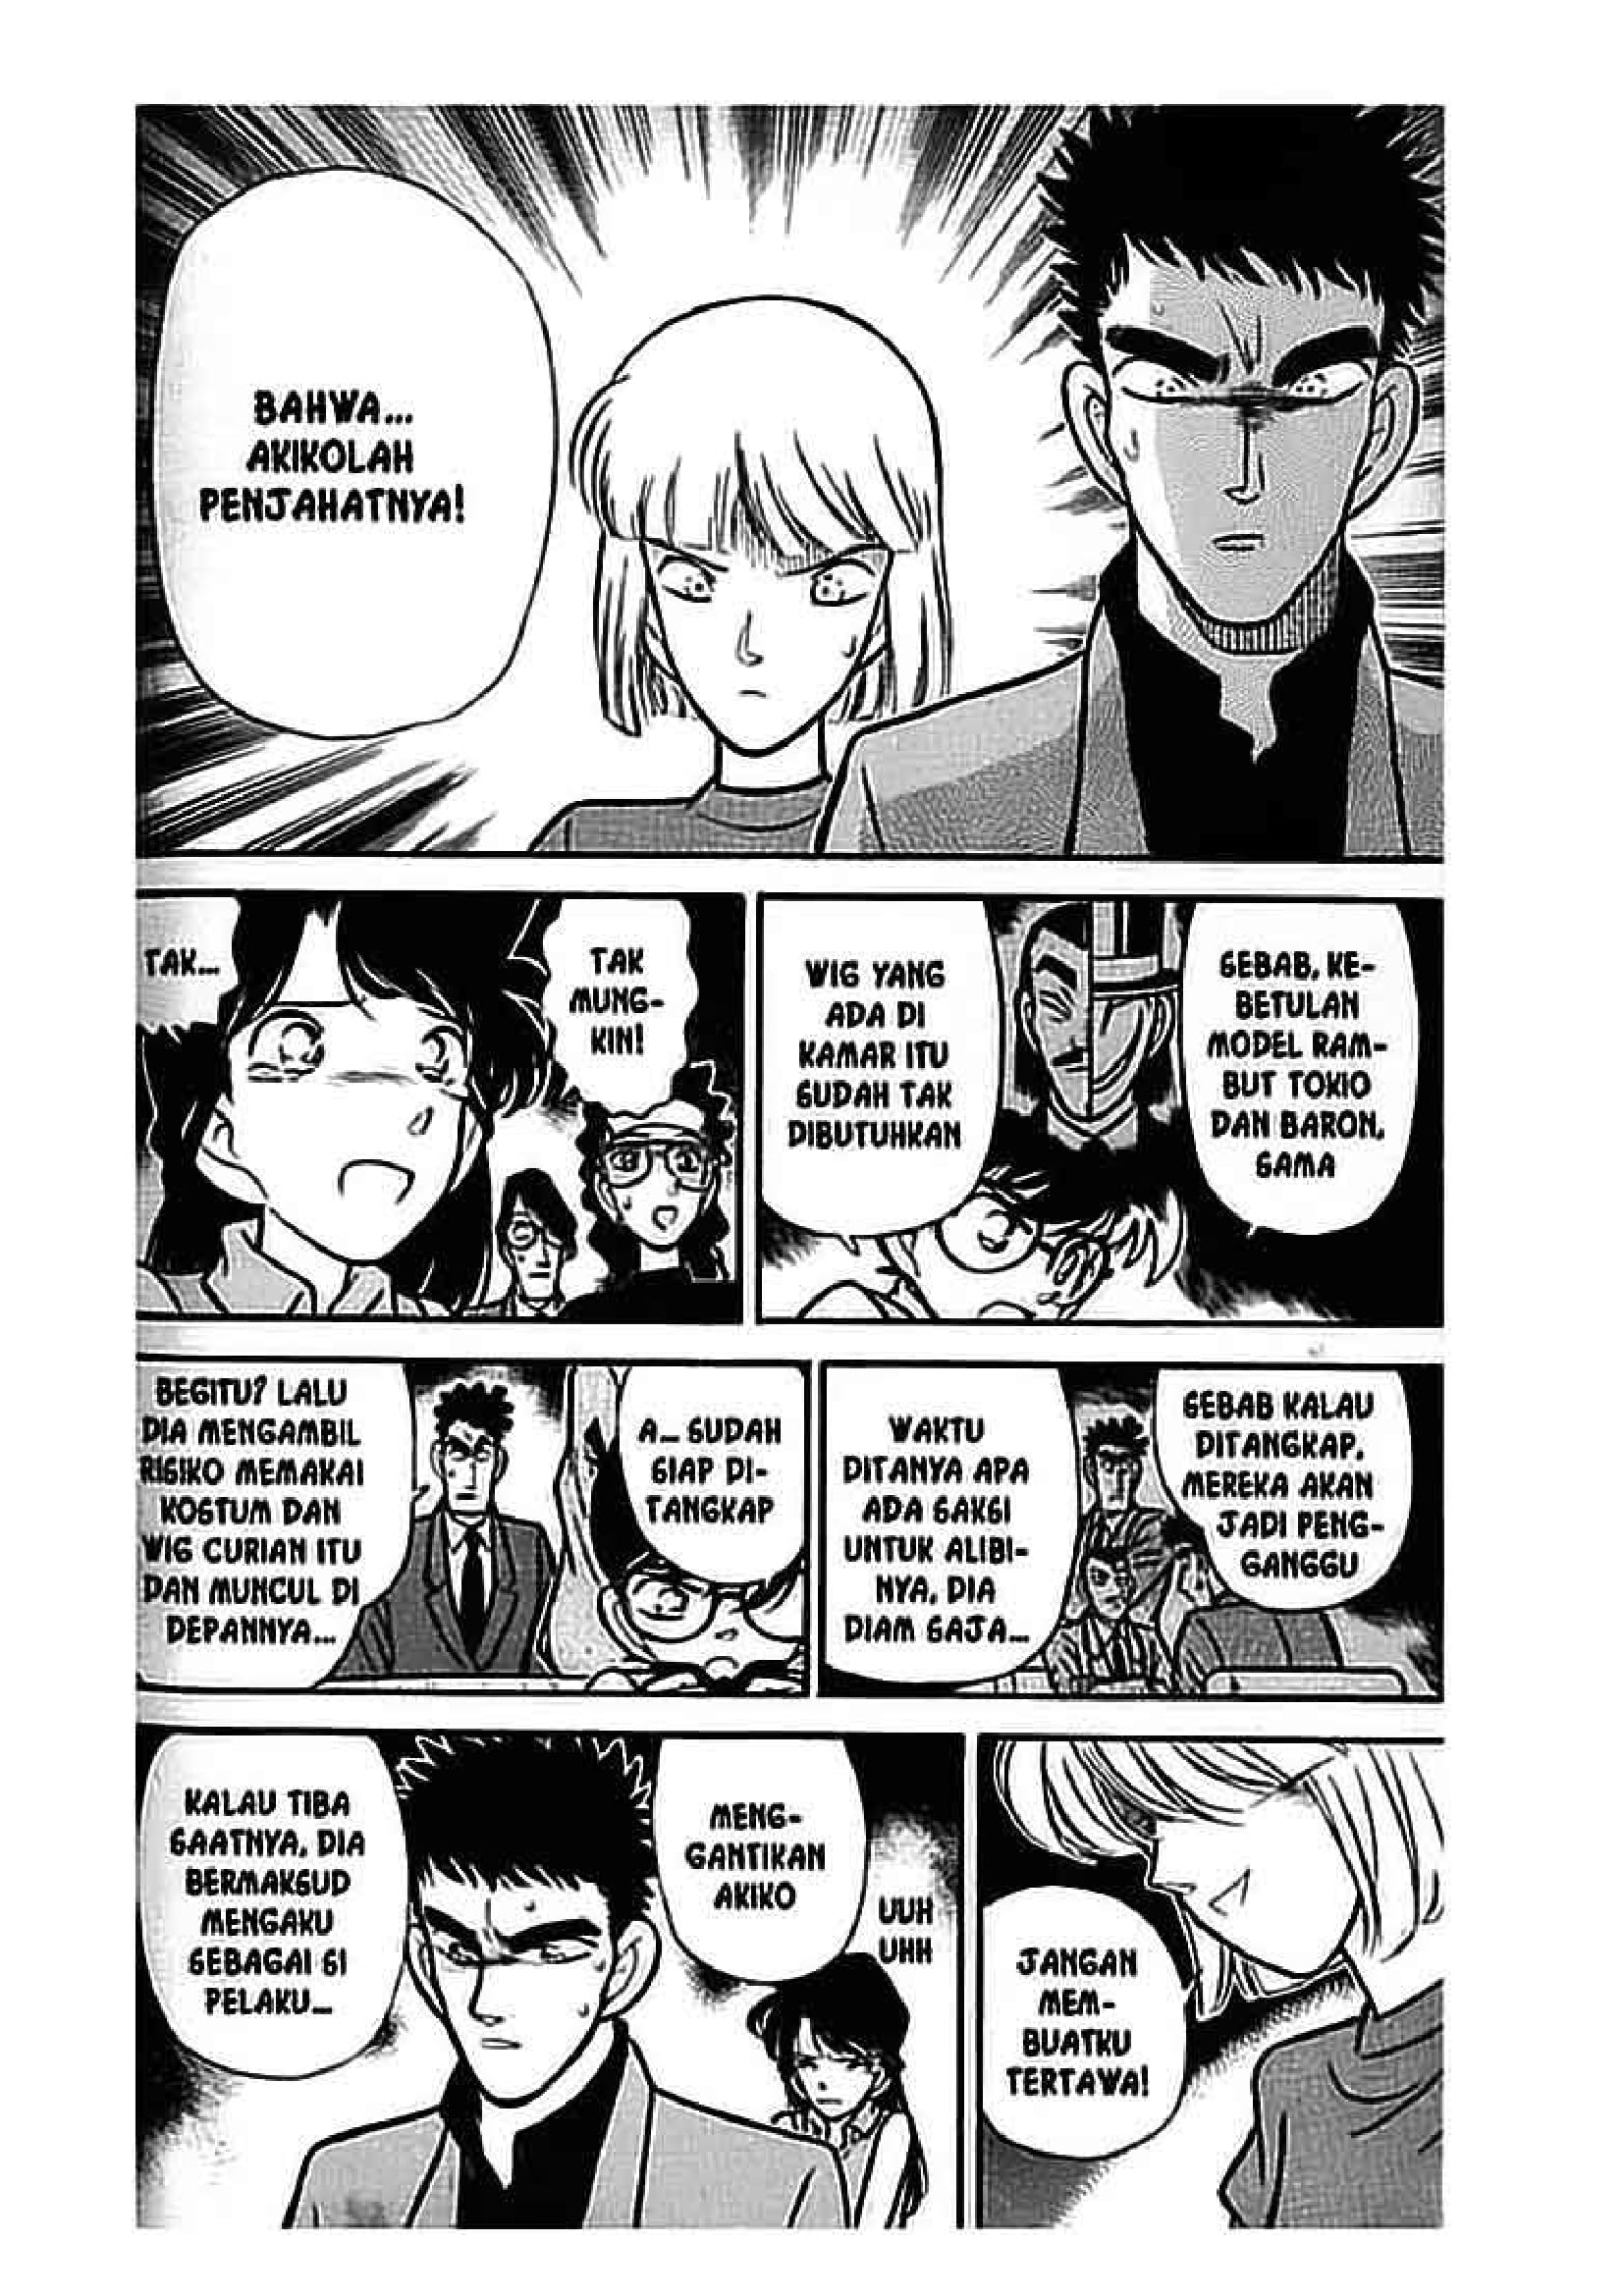 BAHWA...
AKIKOLAH
PENJAHATNYA!
SEBAB, KE-
BETULAN
MODEL RAM-
BUT TOKIO
DAN BARON,
SAMA
WIG YANG
ADA DI
KAMAR ITU
SUDAH TAK
DIBUTUHKAN
TAK
MUNG-
KIN!
TAK...
SEBAB KALAU
DITANGKAP,
MEREKA AKAN
JADI PENG-
GANGGU
WAKTU
DITANYA APA
ADA SAKSI
UNTUK ALIBI-
NYA, DIA
DIAM SAJA...
A... SUDAH
SIAP DI-
TANGKAP
BEGITU? LALU
DIA MENGAMBIL
RISIKO MEMAKAI
KOSTUM DAN
WIG CURIAN ITU
DAN MUNCUL DI
DEPANNYA...
JANGAN
MEM-
BUATKU
TERTAWA!
MENG-
GANTIKAN
AKIKO
UUH
UHH
KALAU TIBA
SAATNYA, DIA
BERMAKSUD
MENGAKU
SEBAGAI SI
PELAKU...